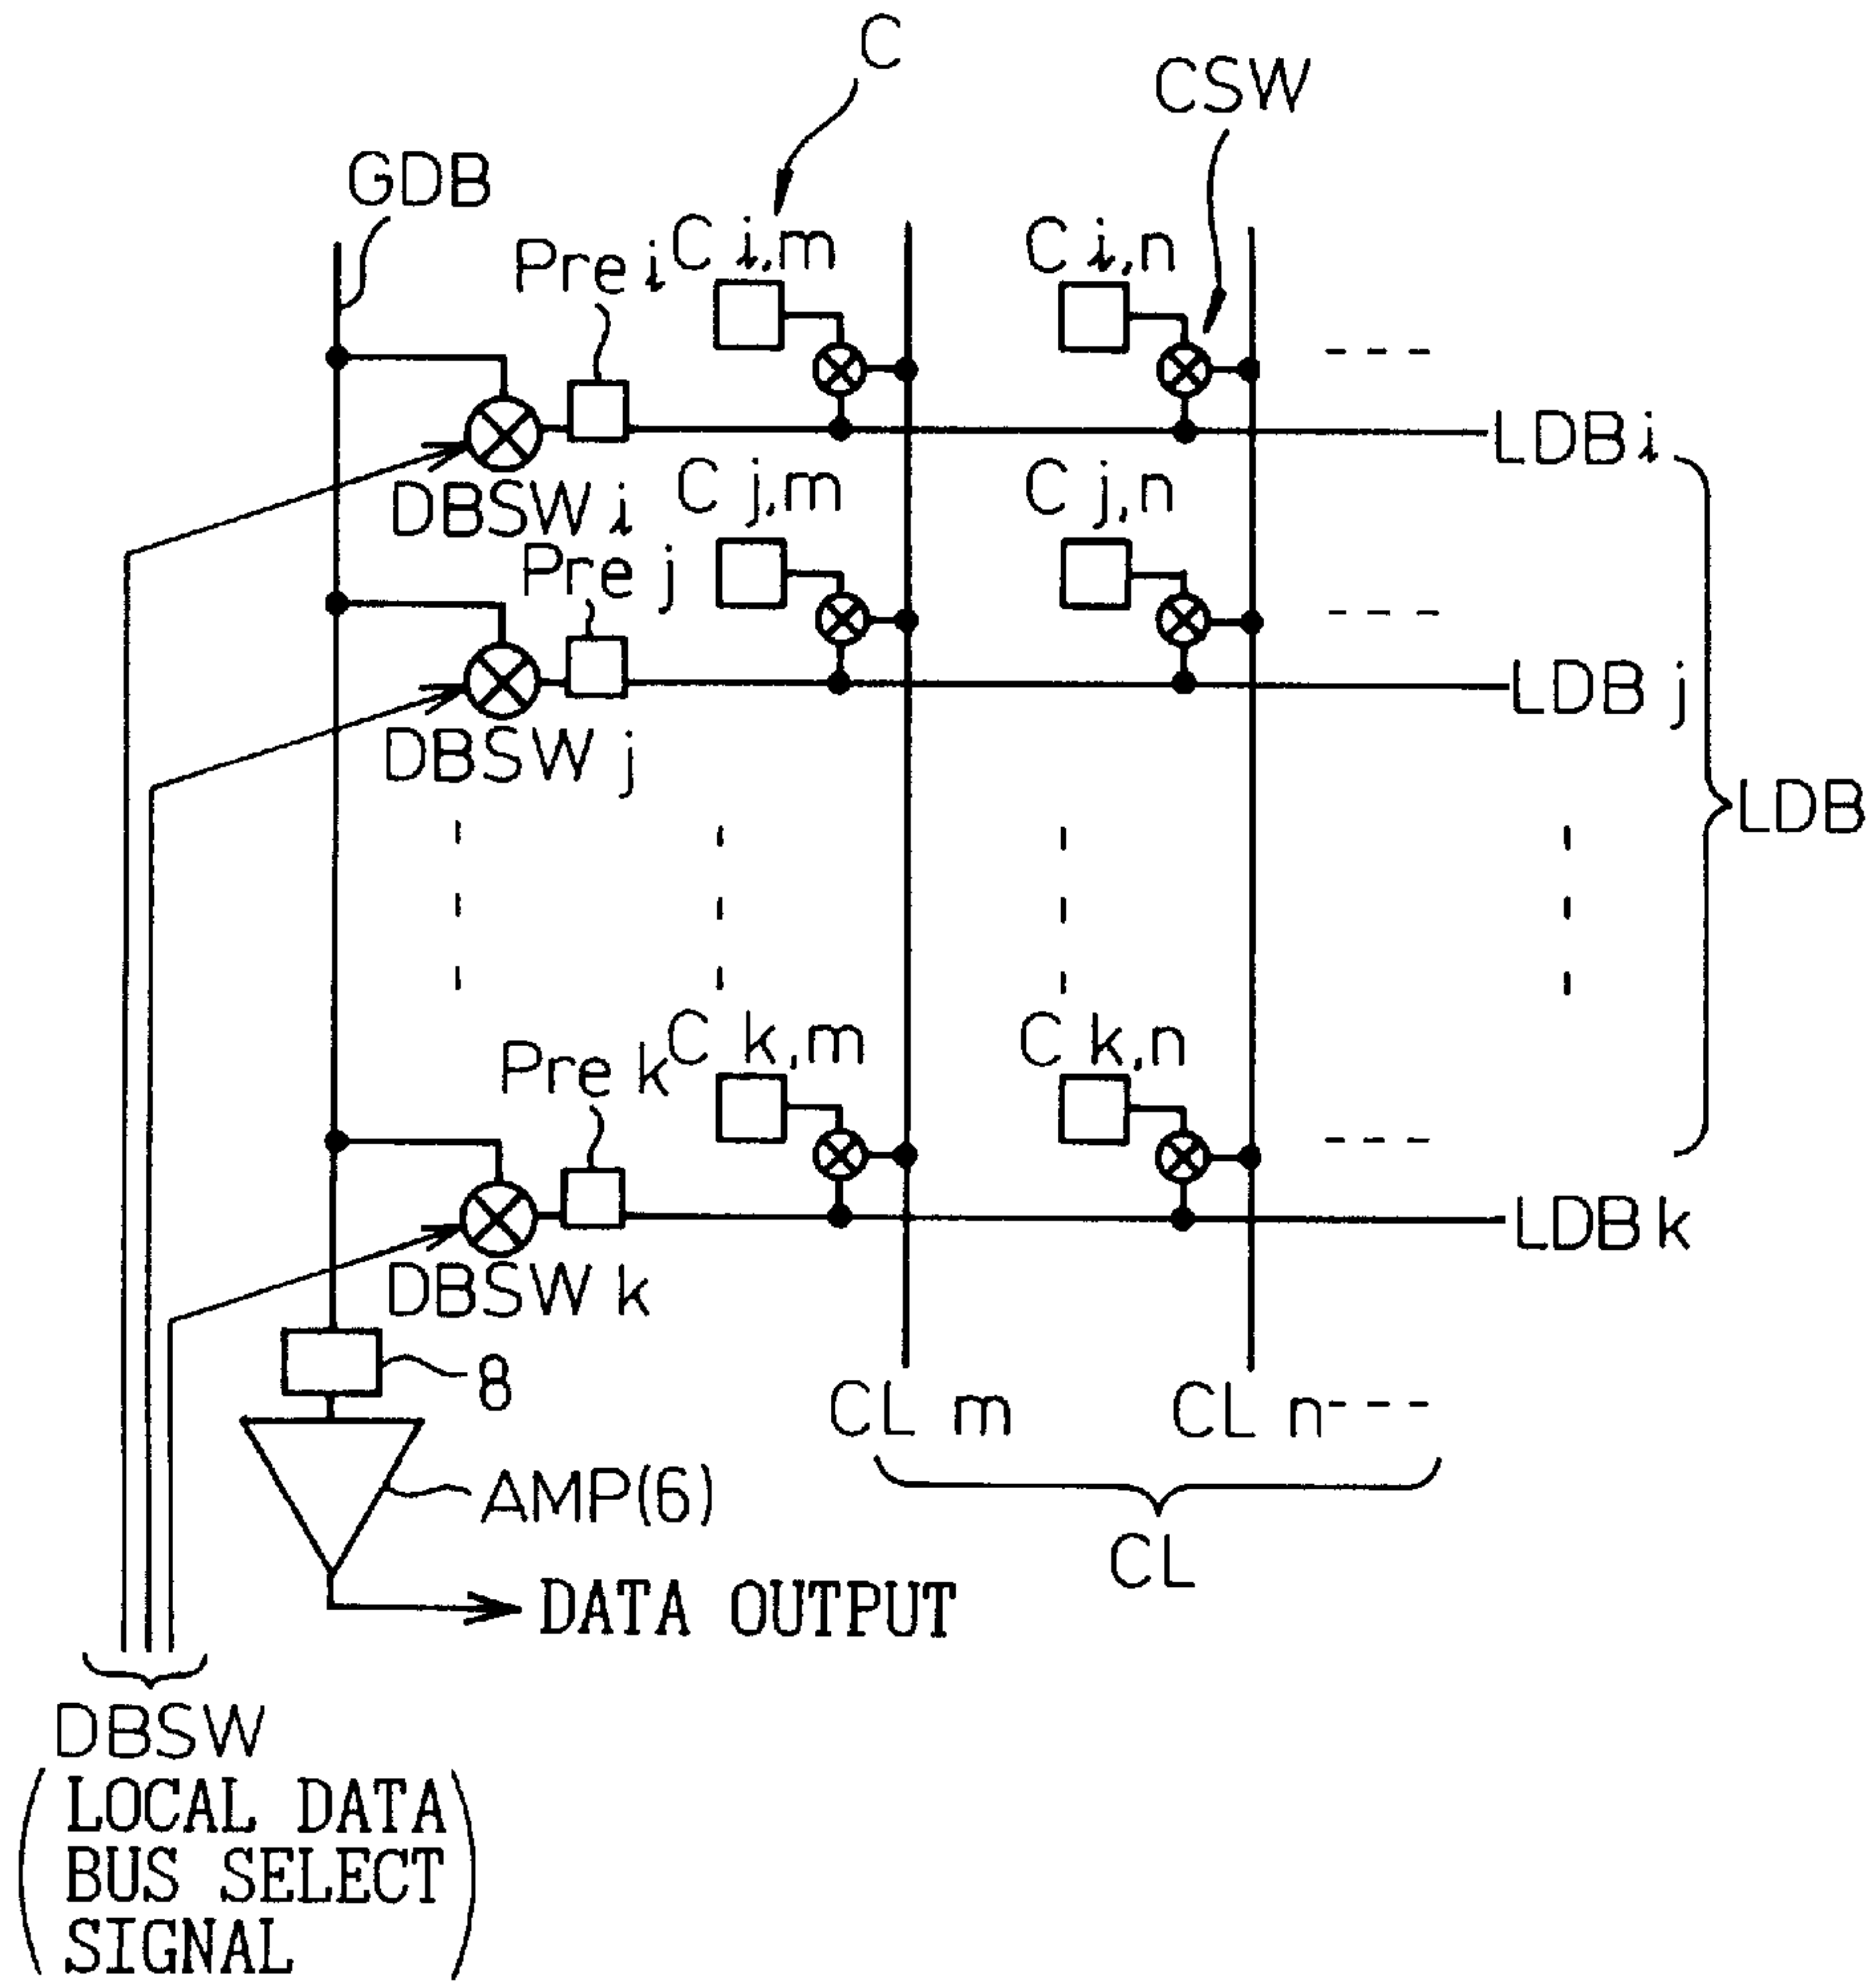 C
CSW
GDB
Pre i
C i,m
C i,n
LDB i
DBSW i
C j,m
C j,n
Pre j
LDB j
DBSW j
LDB
Pre k
C k,m
C k,n
LDB k
DBSW k
8
CL m
CL n
AMP(6)
CL
DATA OUTPUT
DBSW
(LOCAL DATA
BUS SELECT
SIGNAL)